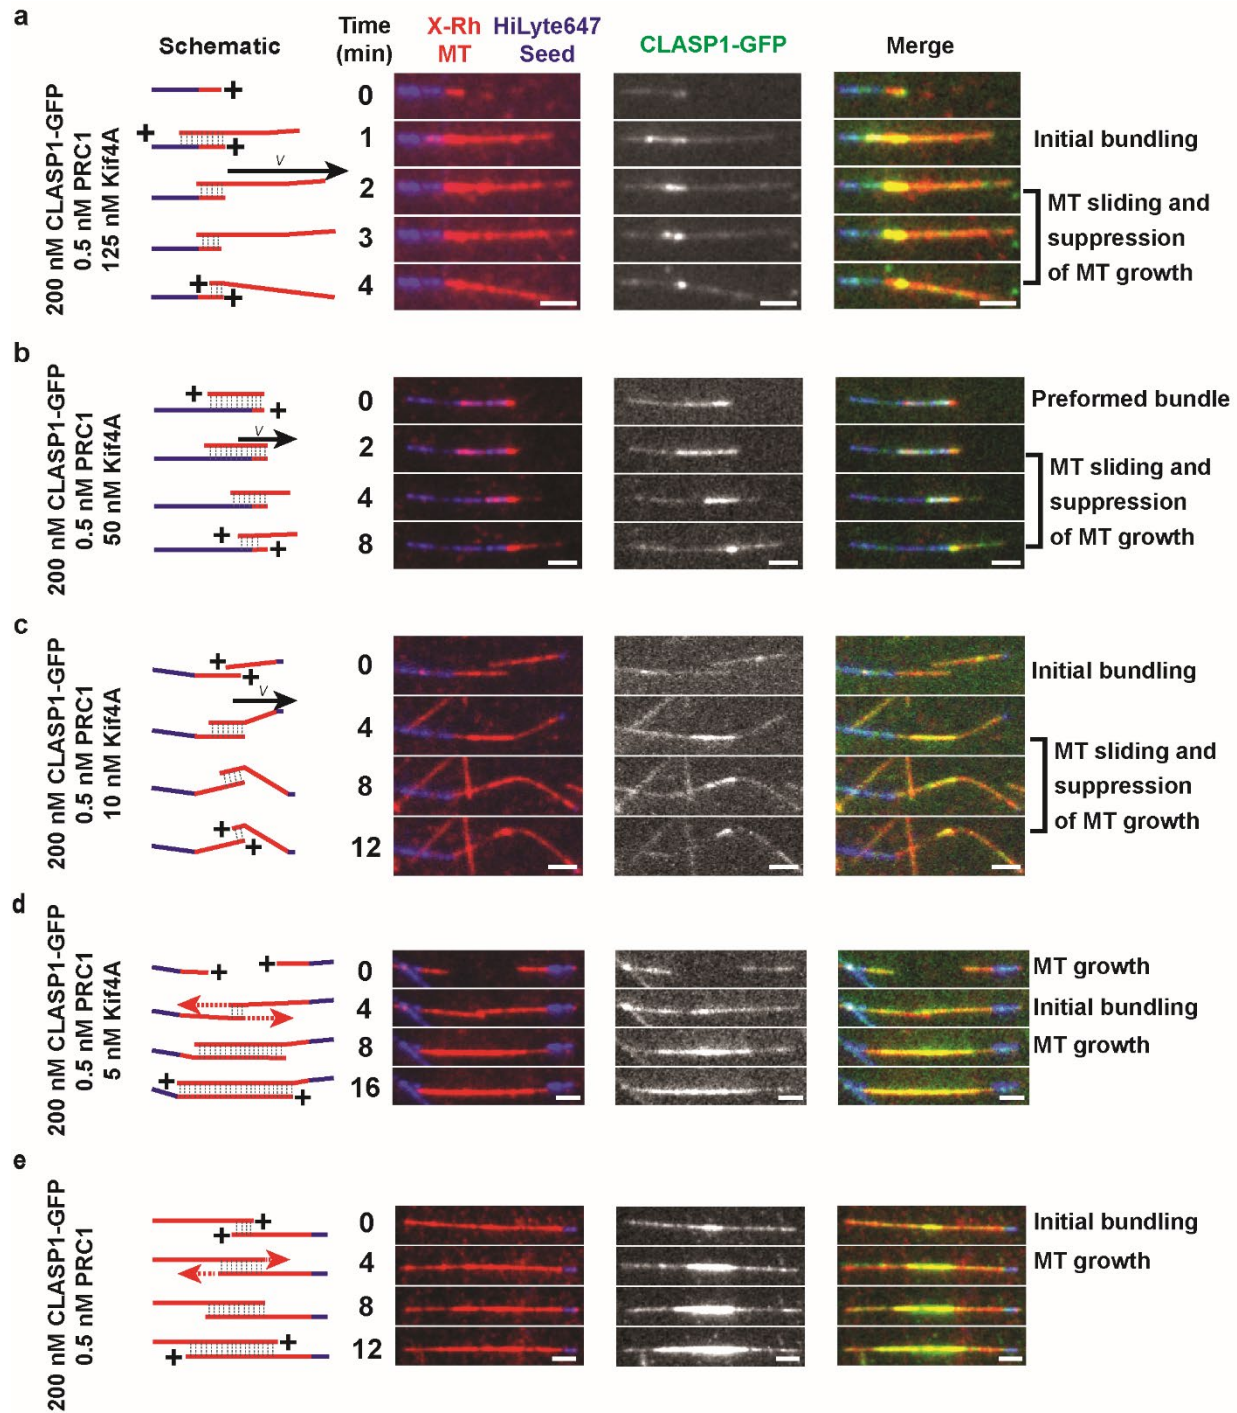 a
Schematic
Time
(min)
X-Rh
MT
HiLyte647
Seed
CLASP1-GFP
Merge
200 nM CLASP1-GFP
0.5 nM PRC1
125 nM Kif4A
+
+
+
V
+
+
0
1
2
3
4
Initial bundling
MT sliding and
suppression
of MT growth
b
200 nM CLASP1-GFP
0.5 nM PRC1
50 nM Kif4A
+
+
V
+
+
0
2
4
8
Preformed bundle
MT sliding and
suppression
of MT growth
c
200 nM CLASP1-GFP
0.5 nM PRC1
10 nM Kif4A
+
+
V
+
+
0
4
8
12
Initial bundling
MT sliding and
suppression
of MT growth
d
200 nM CLASP1-GFP
0.5 nM PRC1
5 nM Kif4A
+
+
+
+
0
4
8
16
MT growth
Initial bundling
MT growth
e
200 nM CLASP1-GFP
0.5 nM PRC1
+
+
+
+
0
4
8
12
Initial bundling
MT growth